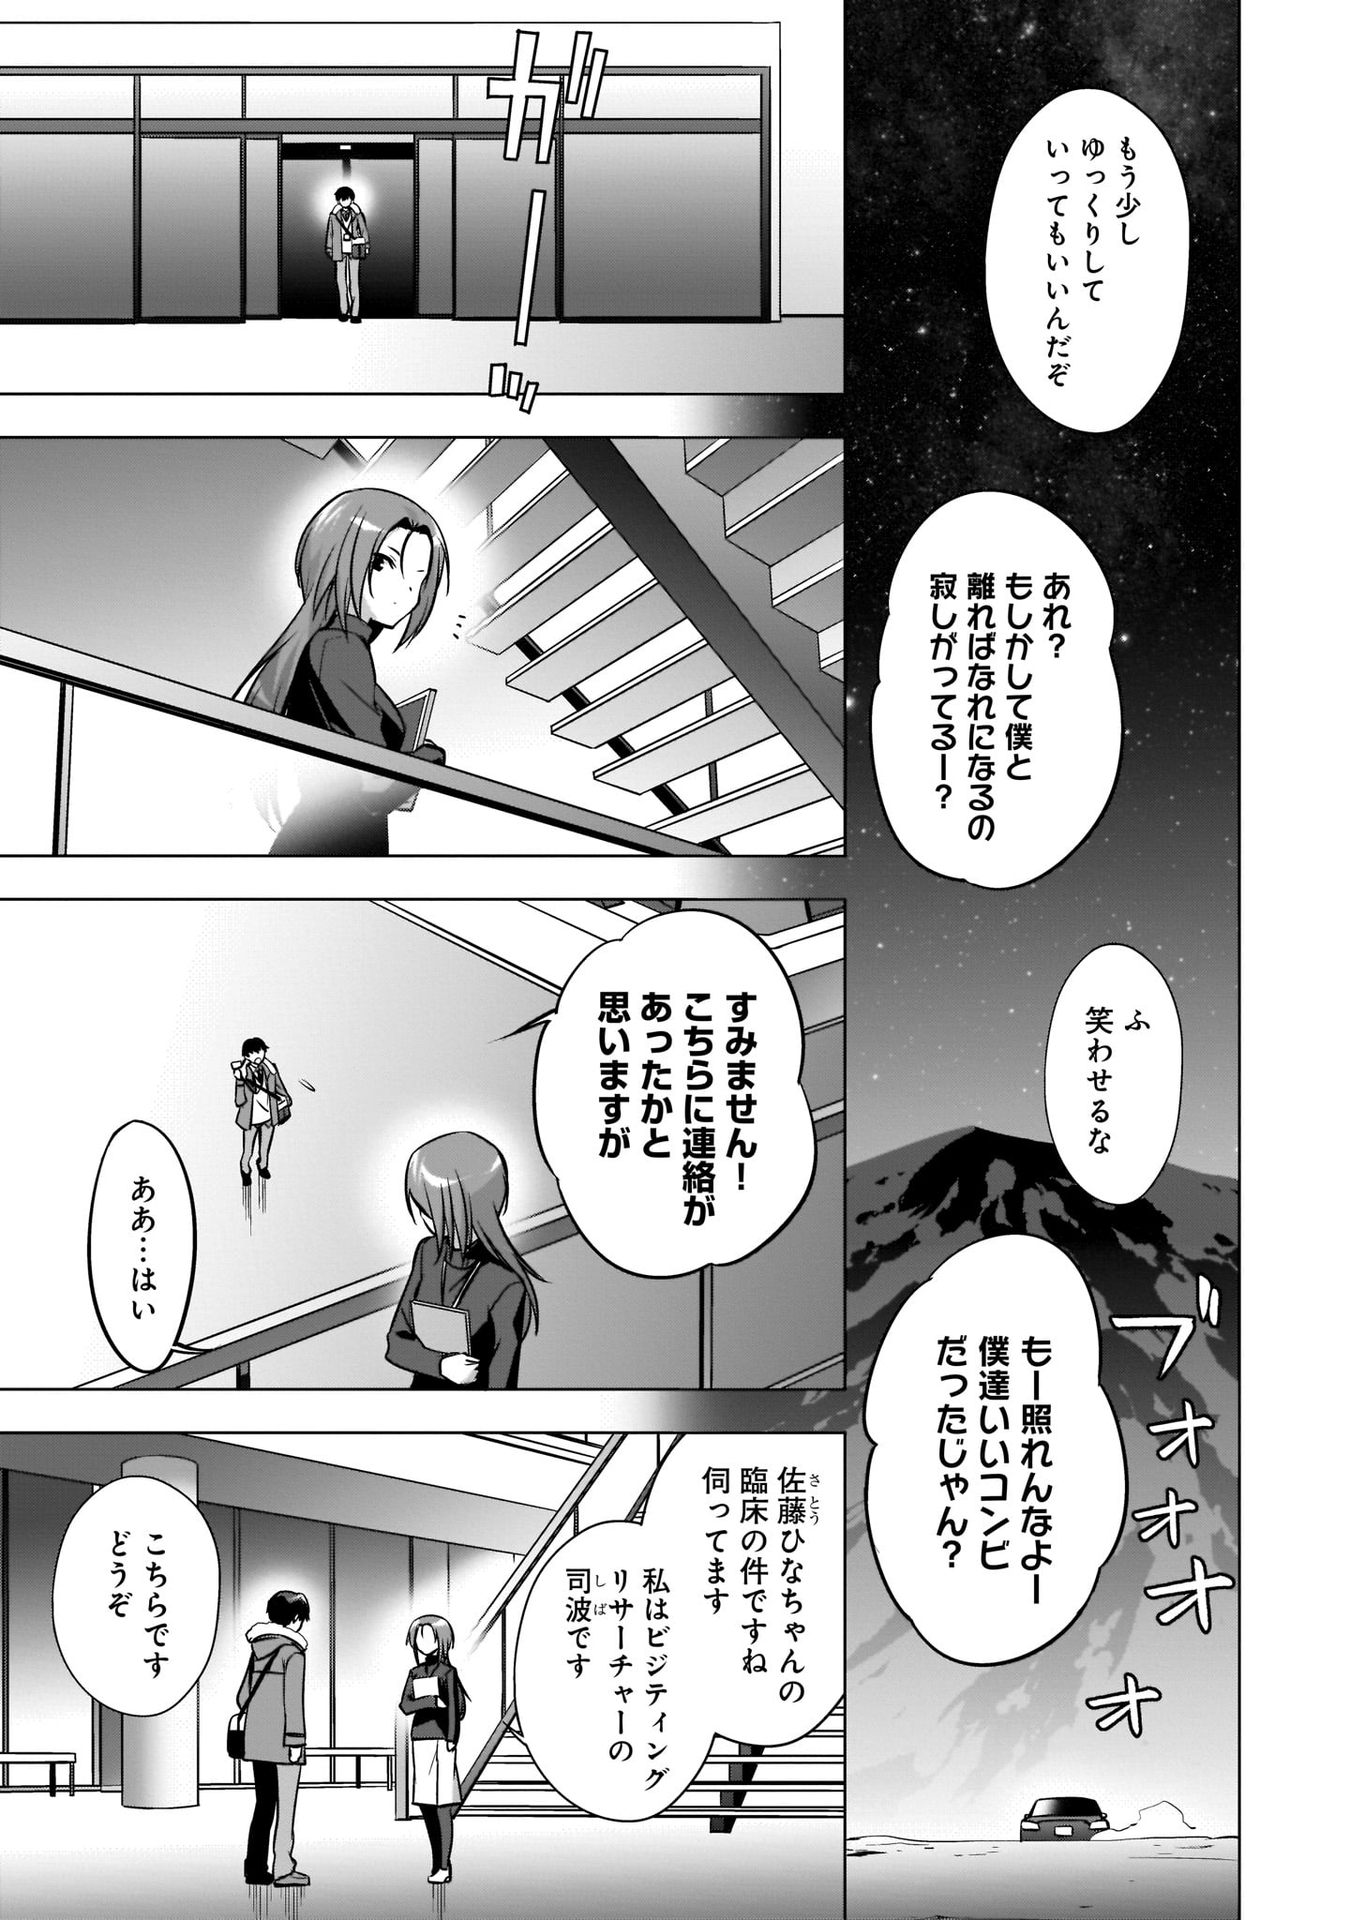 もう少し
ゆっくりして
いってもいいんだぞ
あれ？
もしかして僕と
離ればなれになるの
寂しがってるー？
ふ
笑わせるな
もー照れんなよー
僕達いいコンビ
だったじゃん？
ブォオオオ
ガーッ
すみません！
こちらに連絡が
あったかと
思いますが
ああ…はい
佐藤ひなちゃんの
さとう
臨床の件ですね
伺ってます
私はビジティング
リサーチャーの
司波です
しば
こちらです
どうぞ